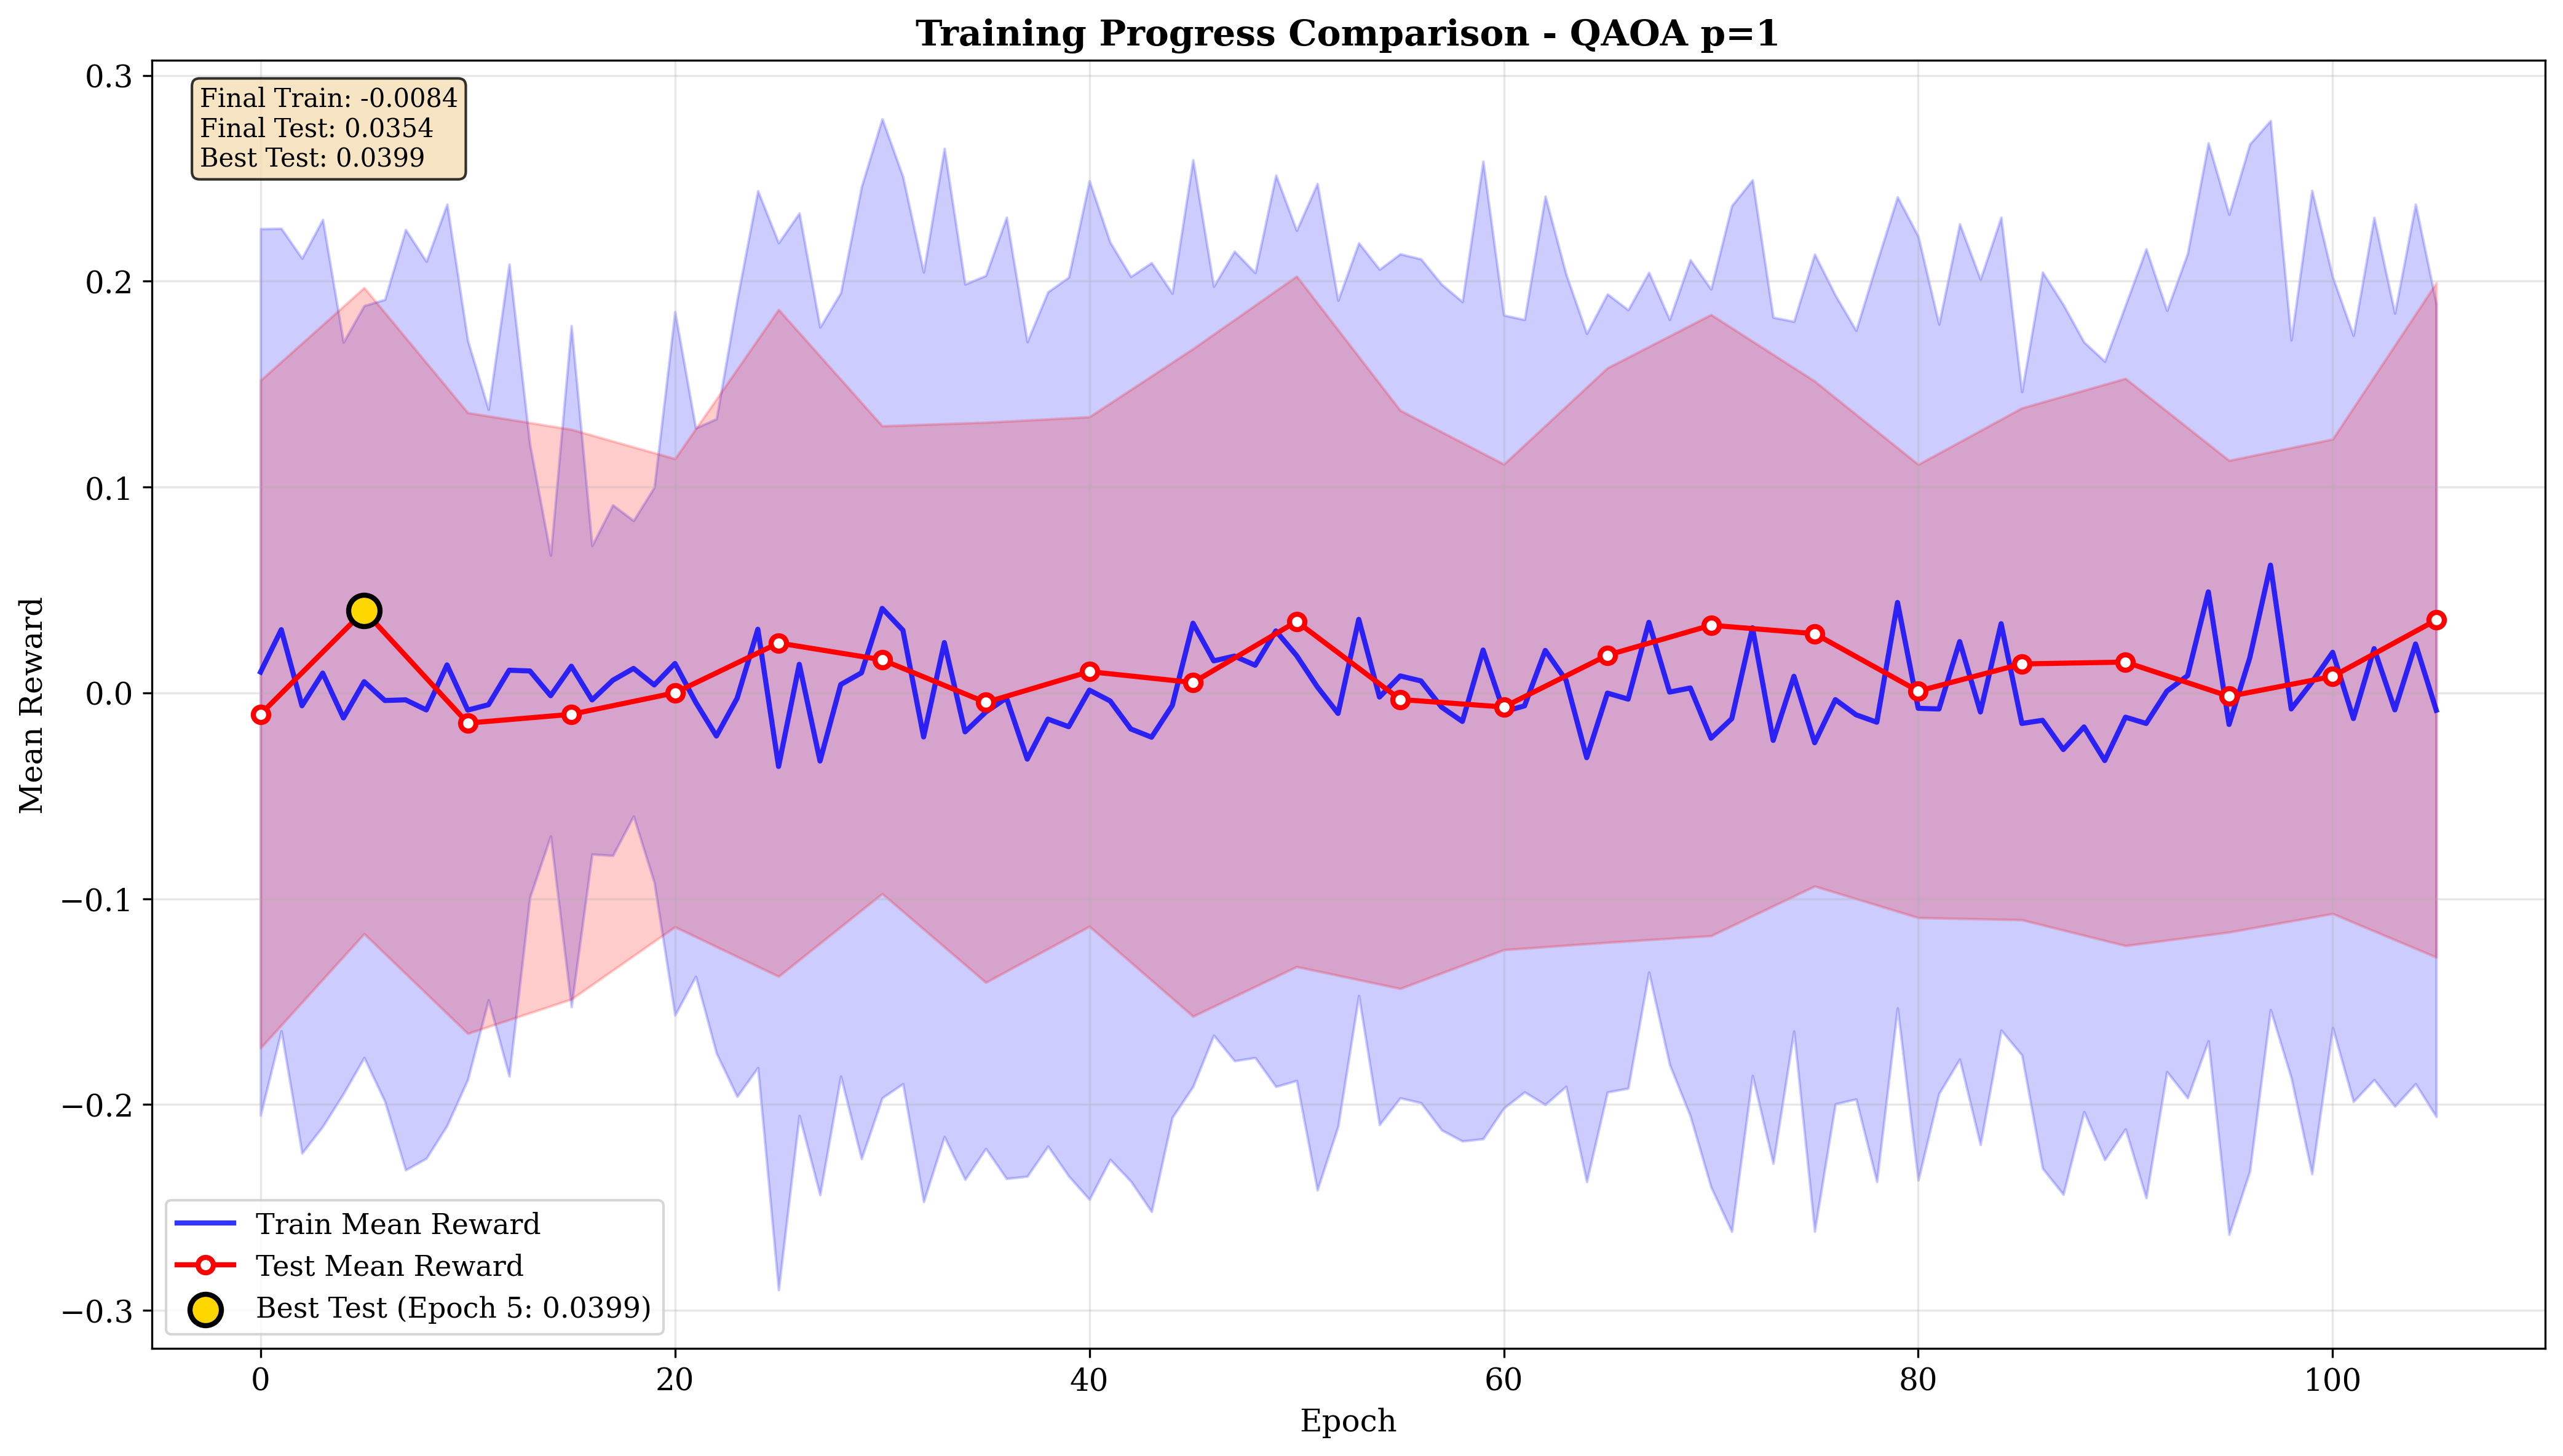 Training Progress Comparison - QAOA p=1
Final Train: -0.0084
Final Test: 0.0354
Best Test: 0.0399
0.3
0.2
0.1
0.0
−0.1
−0.2
−0.3
Mean Reward
Train Mean Reward
Test Mean Reward
Best Test (Epoch 5: 0.0399)
0
20
40
60
80
100
Epoch